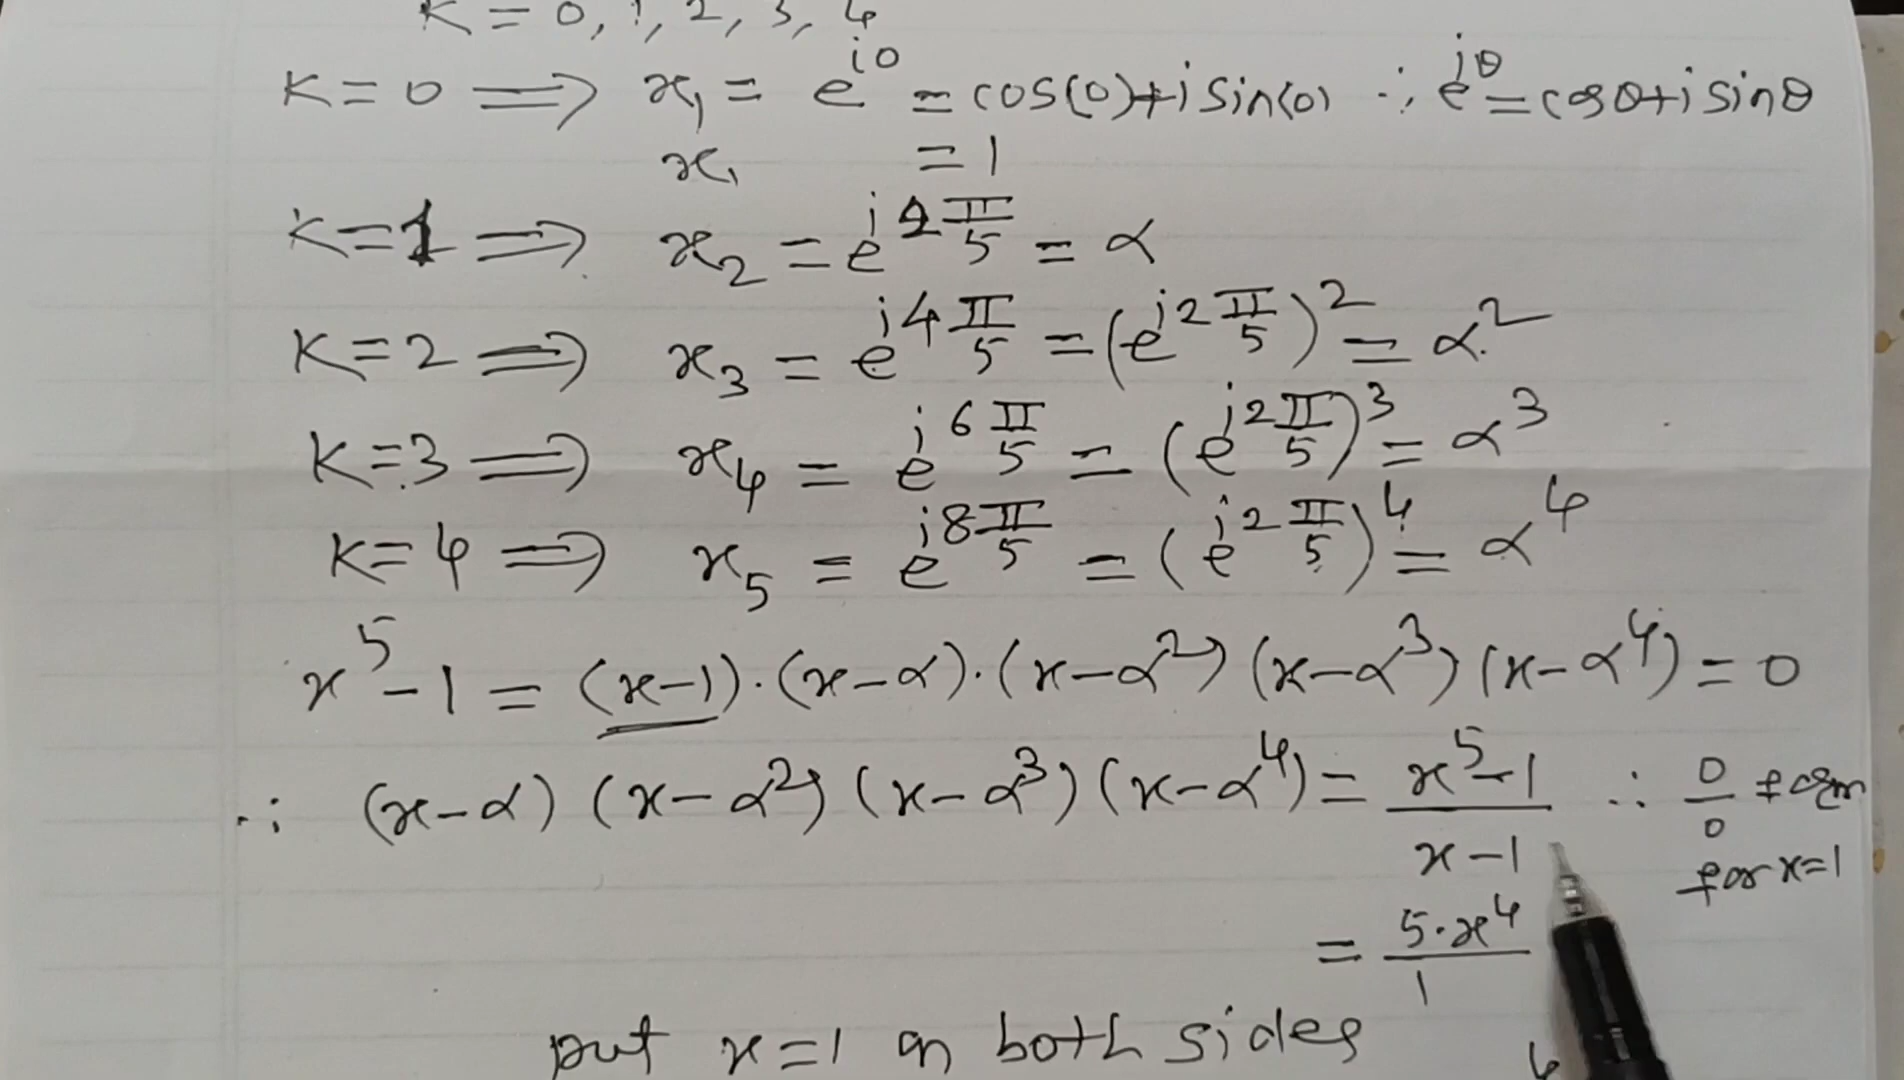 K = 0, 1, 2, 3, 4
K = 0 ⟹ x₁ = e^{i0} = cos(0)+i sin(0) ∵ e^{iθ} = cosθ+i sinθ
x₁ = 1
K = 1 ⟹ x₂ = e^{i2π/5} = α
K = 2 ⟹ x₃ = e^{i4π/5} = (e^{i2π/5})² = α²
K = 3 ⟹ x₄ = e^{i6π/5} = (e^{i2π/5})³ = α³
K = 4 ⟹ x₅ = e^{i8π/5} = (e^{i2π/5})⁴ = α⁴
x⁵ - 1 = (x-1)·(x-α)·(x-α²)(x-α³)(x-α⁴) = 0
∴ (x-α)(x-α²)(x-α³)(x-α⁴) = (x⁵-1)/(x-1) ∵ 0/0 form
for x=1
= 5·x⁴/1
put x=1 on both sides